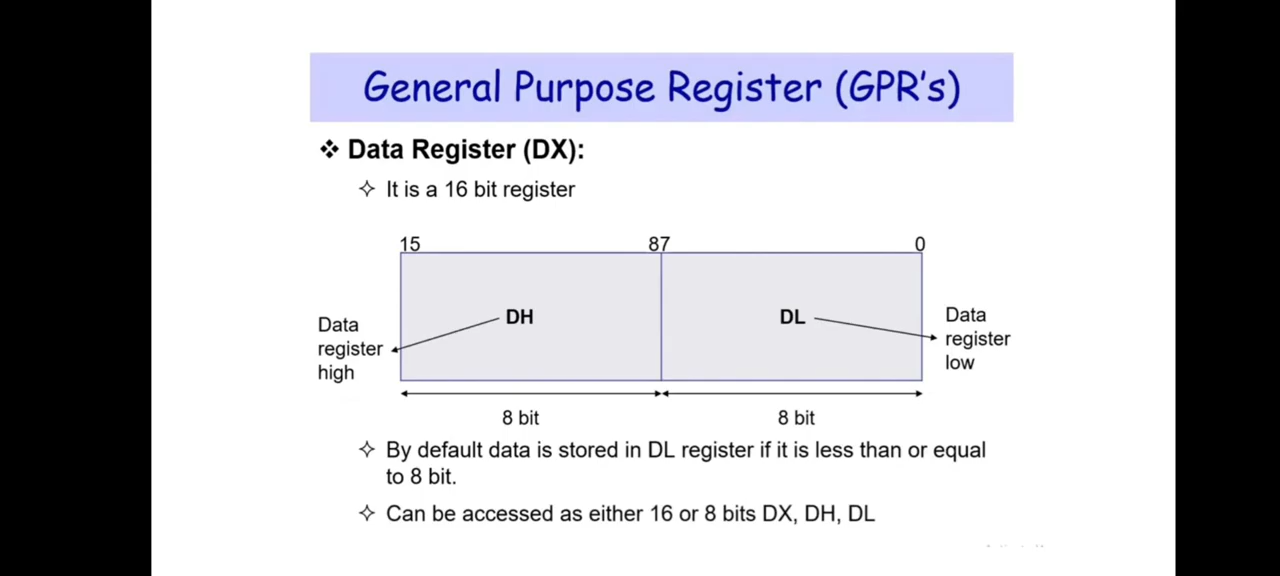 General Purpose Register (GPR's)
❖ Data Register (DX):
✧ It is a 16 bit register
15 87 0
DH DL
Data
register
high
Data
register
low
8 bit 8 bit
✧ By default data is stored in DL register if it is less than or equal
to 8 bit.
✧ Can be accessed as either 16 or 8 bits DX, DH, DL